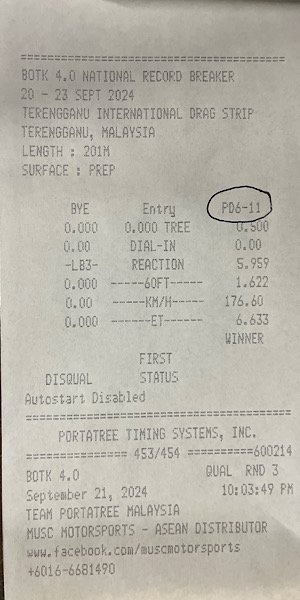 ================================
BOTK 4.0 NATIONAL RECORD BREAKER
20 - 23 SEPT 2024
TERENGGANU INTERNATIONAL DRAG STRIP
TERENGGANU, MALAYSIA
LENGTH : 201M
SURFACE : PREP
BYE Entry PD6-11
0.000 0.000 TREE 0.500
0.00 DIAL-IN 0.00
-LB3- REACTION 5.959
0.000 -----60FT----- 1.622
0.00 -----KM/H----- 176.60
0.000 ------ET------ 6.633
WINNER
FIRST
DISQUAL STATUS
Autostart Disabled
================================
PORTATREE TIMING SYSTEMS, INC.
=============== 453/454 ==========600214
BOTK 4.0 QUAL RND 3
September 21, 2024 10:03:49 PM
TEAM PORTATREE MALAYSIA
MUSC MOTORSPORTS - ASEAN DISTRIBUTOR
www.facebook.com/muscmotorsports
+6016-6681490